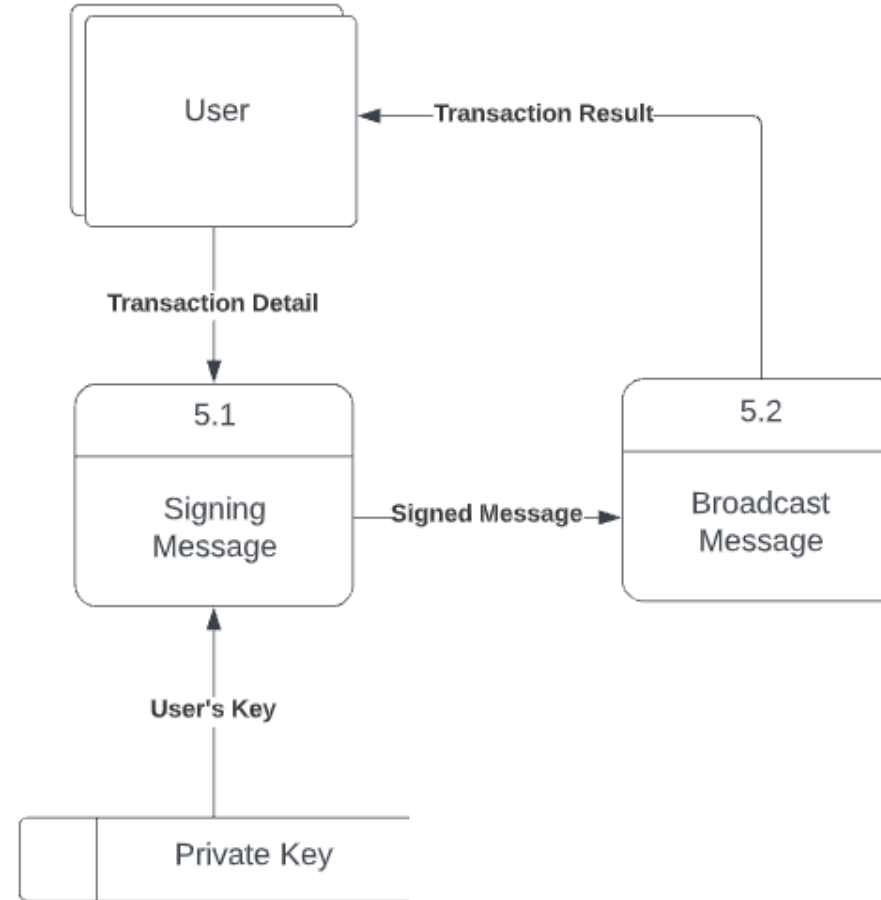 User
Transaction Result
Transaction Detail
5.1
Signing
Message
Signed Message
5.2
Broadcast
Message
User's Key
Private Key